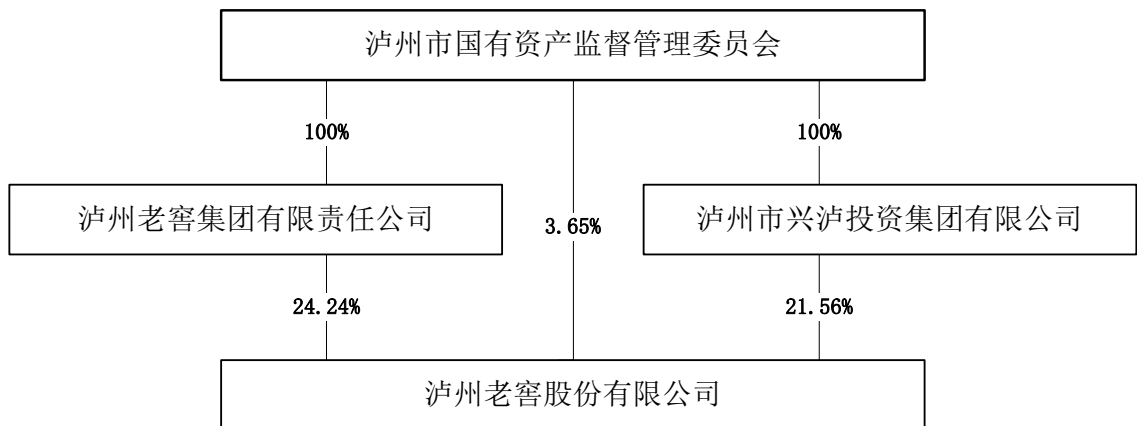 泸州市国有资产监督管理委员会
100%
100%
泸州老窖集团有限责任公司
3.65%
泸州市兴泸投资集团有限公司
24.24%
21.56%
泸州老窖股份有限公司